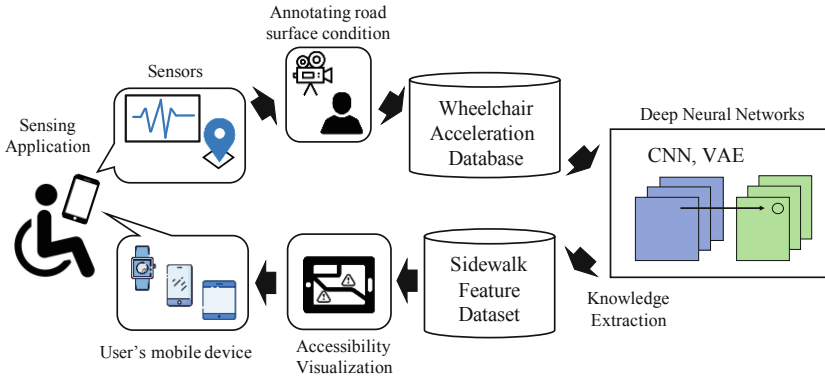 Annotating road
surface condition
Sensors
Sensing
Application
Wheelchair
Acceleration
Database
Deep Neural Networks
CNN, VAE
Sidewalk
Feature
Dataset
Knowledge
Extraction
User's mobile device
Accessibility
Visualization